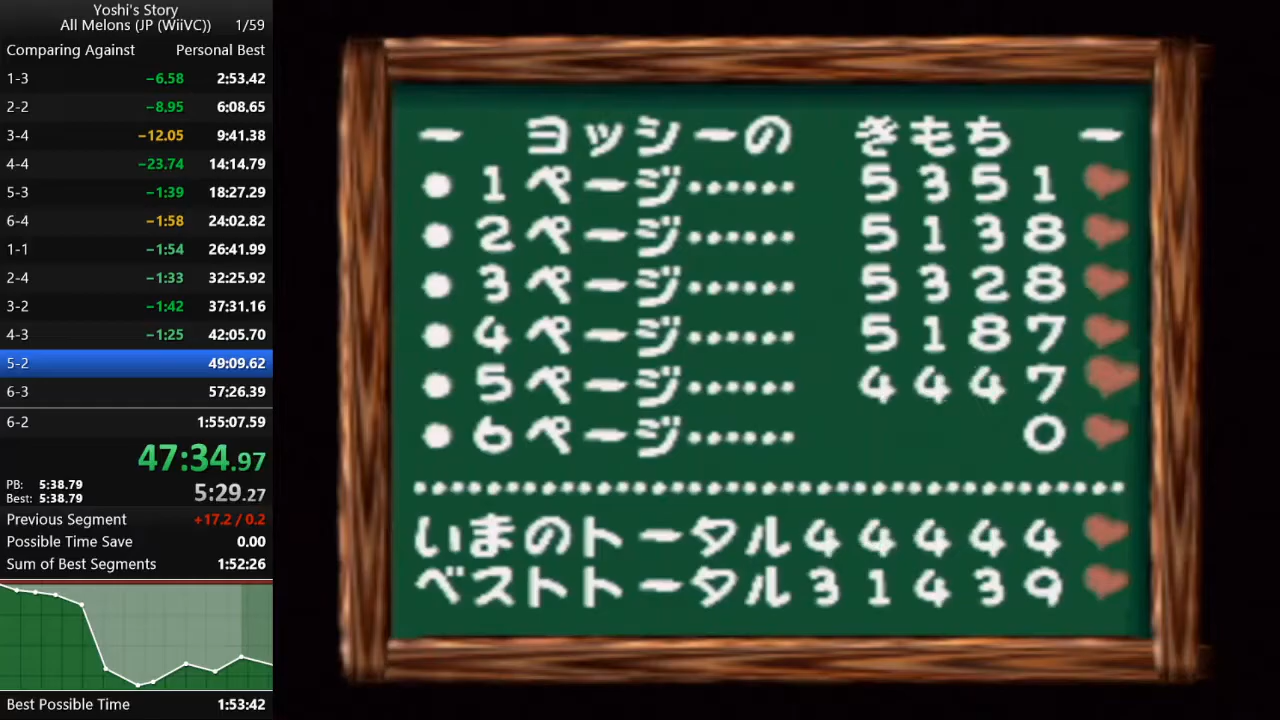 Yoshi's Story
All Melons (JP (WiiVC)) 1/59
Comparing Against Personal Best
1-3 −6.58 2:53.42
2-2 −8.95 6:08.65
3-4 −12.05 9:41.38
4-4 −23.74 14:14.79
5-3 −1:39 18:27.29
6-4 −1:58 24:02.82
1-1 −1:54 26:41.99
2-4 −1:33 32:25.92
3-2 −1:42 37:31.16
4-3 −1:25 42:05.70
5-2 49:09.62
6-3 57:26.39
6-2 1:55:07.59
47:34.97
PB: 5:38.79
Best: 5:38.79
5:29.27
Previous Segment +17.2 / 0.2
Possible Time Save 0.00
Sum of Best Segments 1:52:26
Best Possible Time 1:53:42
ー ヨッシーの きもち ー
●1ページ…… 5351
●2ページ…… 5138
●3ページ…… 5328
●4ページ…… 5187
●5ページ…… 4447
●6ページ…… 0
いまのトータル44444
ベストトータル31439